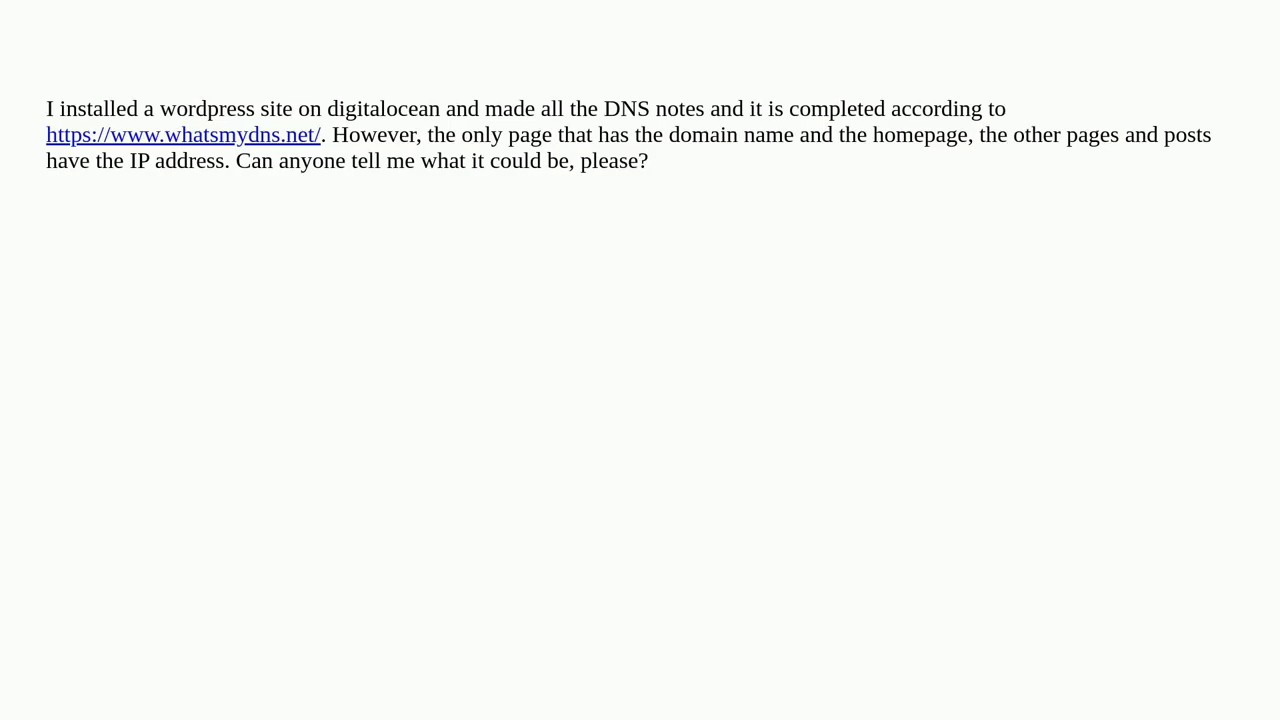 I installed a wordpress site on digitalocean and made all the DNS notes and it is completed according to
https://www.whatsmydns.net/. However, the only page that has the domain name and the homepage, the other pages and posts
have the IP address. Can anyone tell me what it could be, please?